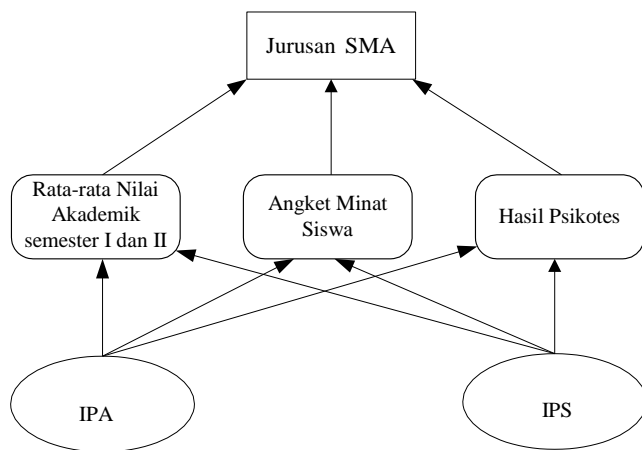 Jurusan SMA
Rata-rata Nilai
Akademik
semester I dan II
Angket Minat
Siswa
Hasil Psikotes
IPA
IPS